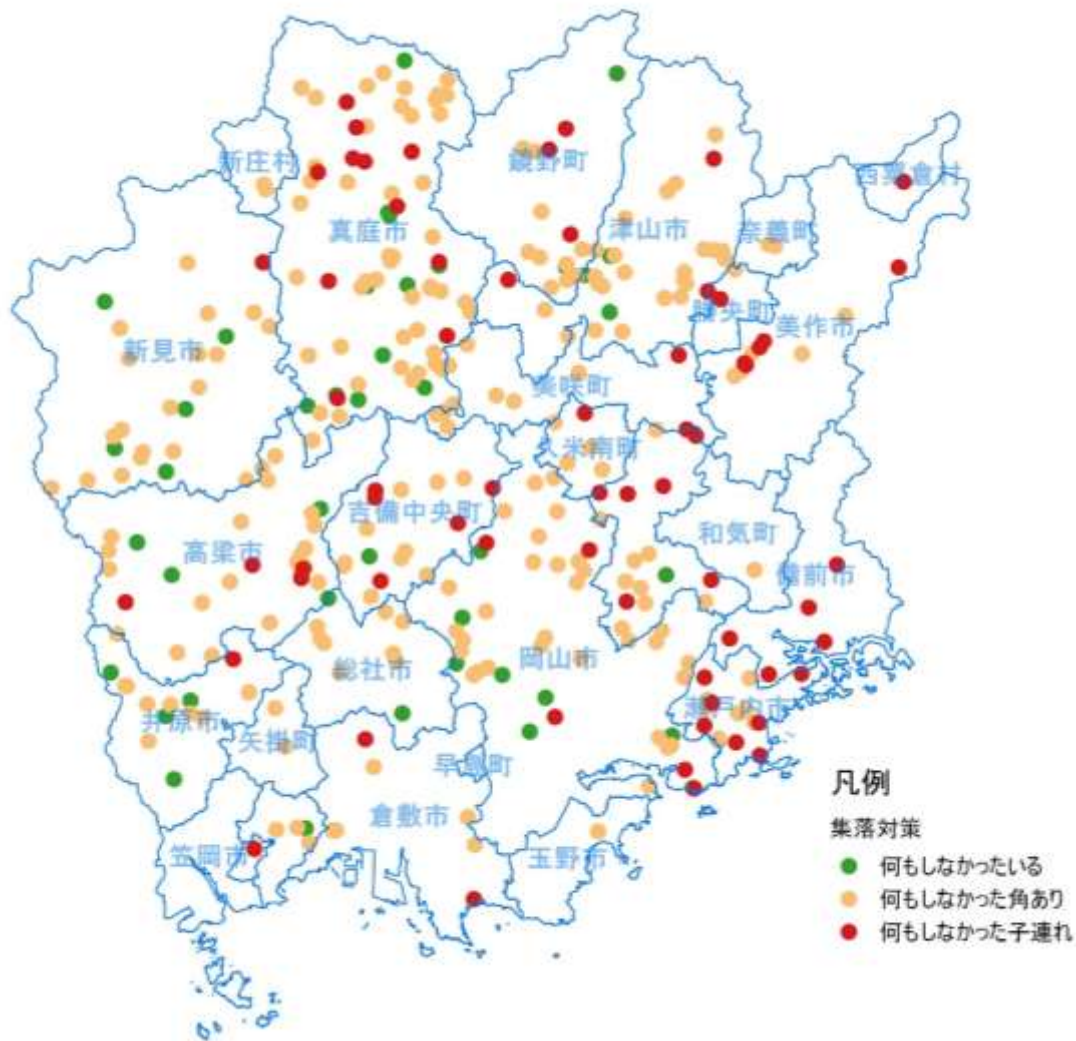 新庄村
鏡野町
西粟倉村
真庭市
津山市
奈義町
勝央町
美作市
新見市
美咲町
久米南町
吉備中央町
和気町
高梁市
備前市
総社市
岡山市
瀬戸内市
井原市
矢掛町
早島町
倉敷市
笠岡市
玉野市
凡例
集落対策
何もしなかったいる
何もしなかった角あり
何もしなかった子連れ